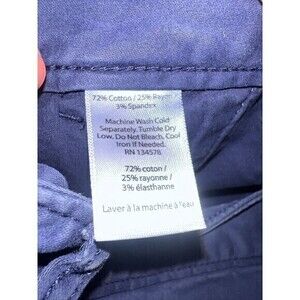 72% Cotton / 25% Rayon /
3% Spandex
Machine Wash Cold
Separately. Tumble Dry
Low. Do Not Bleach, Cool
Iron If Needed.
RN 134578
72% coton /
25% rayonne /
3% élasthanne
Laver à la machine à l'eau